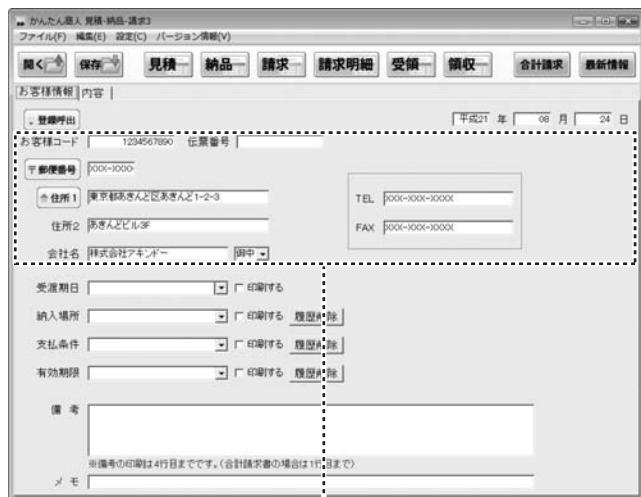 かんたん商人 見積・納品・請求3
ファイル(F) 編集(E) 設定(C) バージョン情報(V)
開く 保存 見積 納品 請求 請求明細 受領 領収 合計請求 最新情報
お客様情報 内容
登録呼出 平成21 年 08 月 24 日
お客様コード 1234567890 伝票番号
〒郵便番号 XXX-XXXX
住所1 東京都あきんど区あきんど1-2-3 TEL XXX-XXX-XXXX
住所2 あきんどビル3F FAX XXX-XXX-XXXX
会社名 株式会社アキンドー 御中
受渡期日 印刷する
納入場所 印刷する 履歴削除
支払条件 印刷する 履歴削除
有効期限 印刷する 履歴削除
備 考
※備考の印刷は4行目までです。(合計請求書の場合は1行目まで)
メ モ